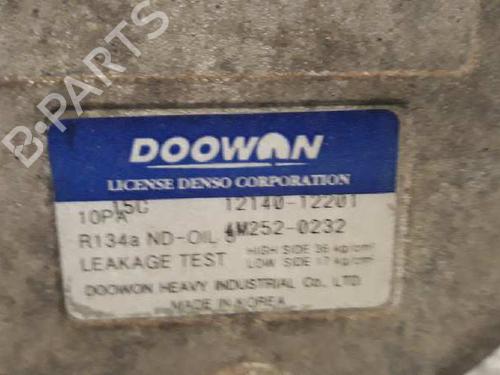 B-PARTS
DOOWON
LICENSE DENSO CORPORATION
10PA 15C 12140-12201
R134a ND-OIL 8 4M252-0232
LEAKAGE TEST HIGH SIDE 36 kg/cm²
LOW SIDE 17 kg/cm²
DOOWON HEAVY INDUSTRIAL Co., LTD
MADE IN KOREA